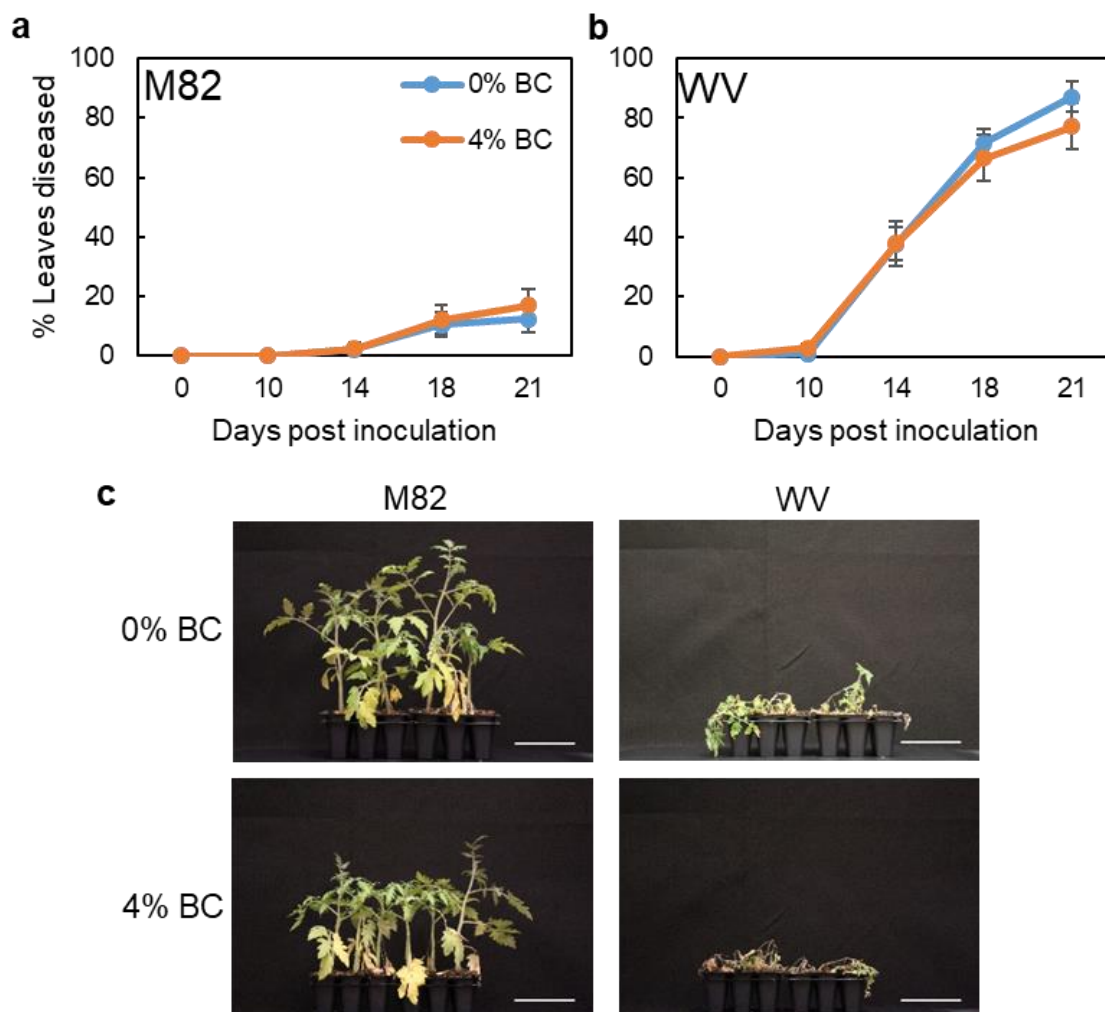 a
100
80
60
40
20
0
% Leaves diseased
M82
0% BC
4% BC
0 10 14 18 21
Days post inoculation
b
100
80
60
40
20
0
WV
0 10 14 18 21
Days post inoculation
c
M82 WV
0% BC
4% BC